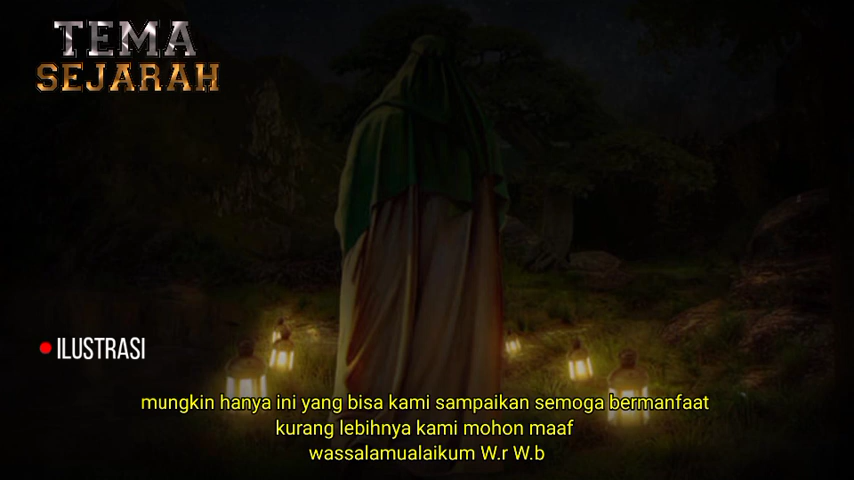 TEMA
SEJARAH
ILUSTRASI
mungkin hanya ini yang bisa kami sampaikan semoga bermanfaat
kurang lebihnya kami mohon maaf
wassalamualaikum W.r W.b